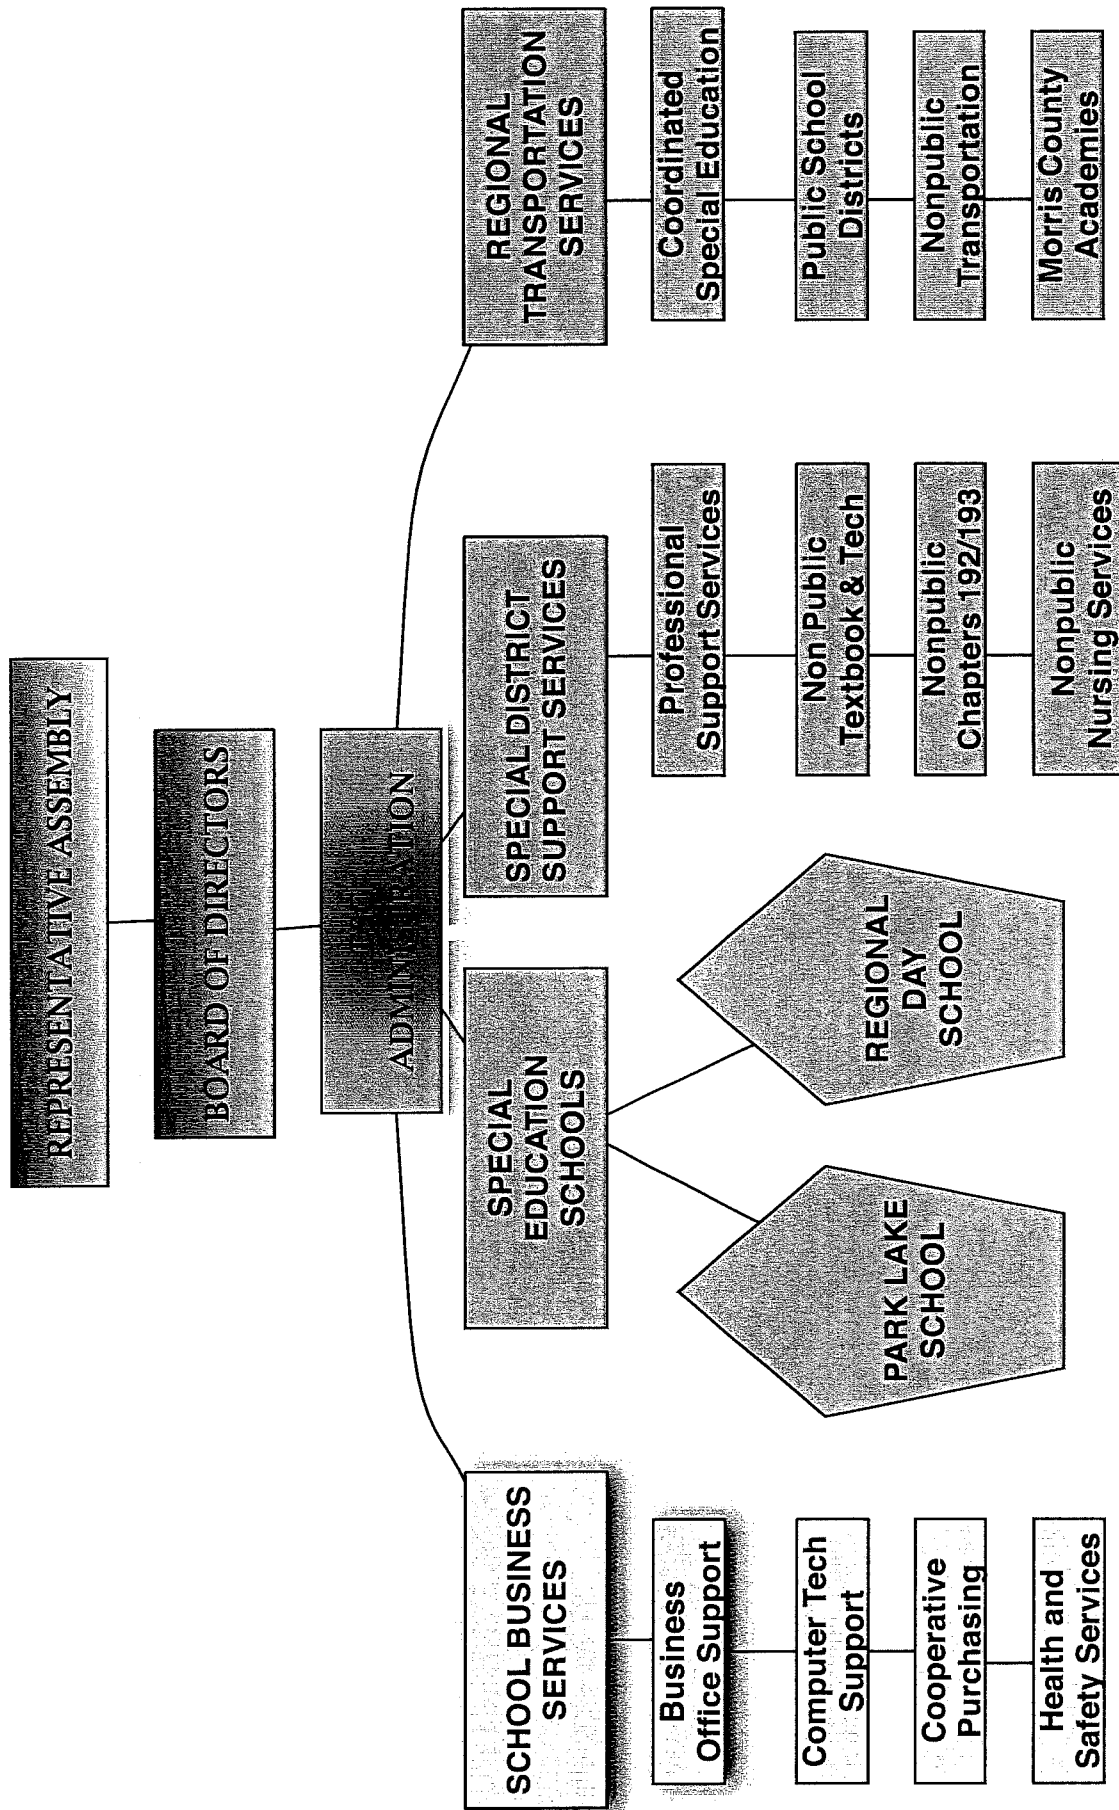 REPRESENTATIVE ASSEMBLY
BOARD OF DIRECTORS
ADMINISTRATION
SCHOOL BUSINESS
SERVICES
Business
Office Support
Computer Tech
Support
Cooperative
Purchasing
Health and
Safety Services
SPECIAL
EDUCATION
SCHOOLS
PARK LAKE
SCHOOL
REGIONAL
DAY
SCHOOL
SPECIAL DISTRICT
SUPPORT SERVICES
Professional
Support Services
Non Public
Textbook & Tech
Nonpublic
Chapters 192/193
Nonpublic
Nursing Services
REGIONAL
TRANSPORTATION
SERVICES
Coordinated
Special Education
Public School
Districts
Nonpublic
Transportation
Morris County
Academies